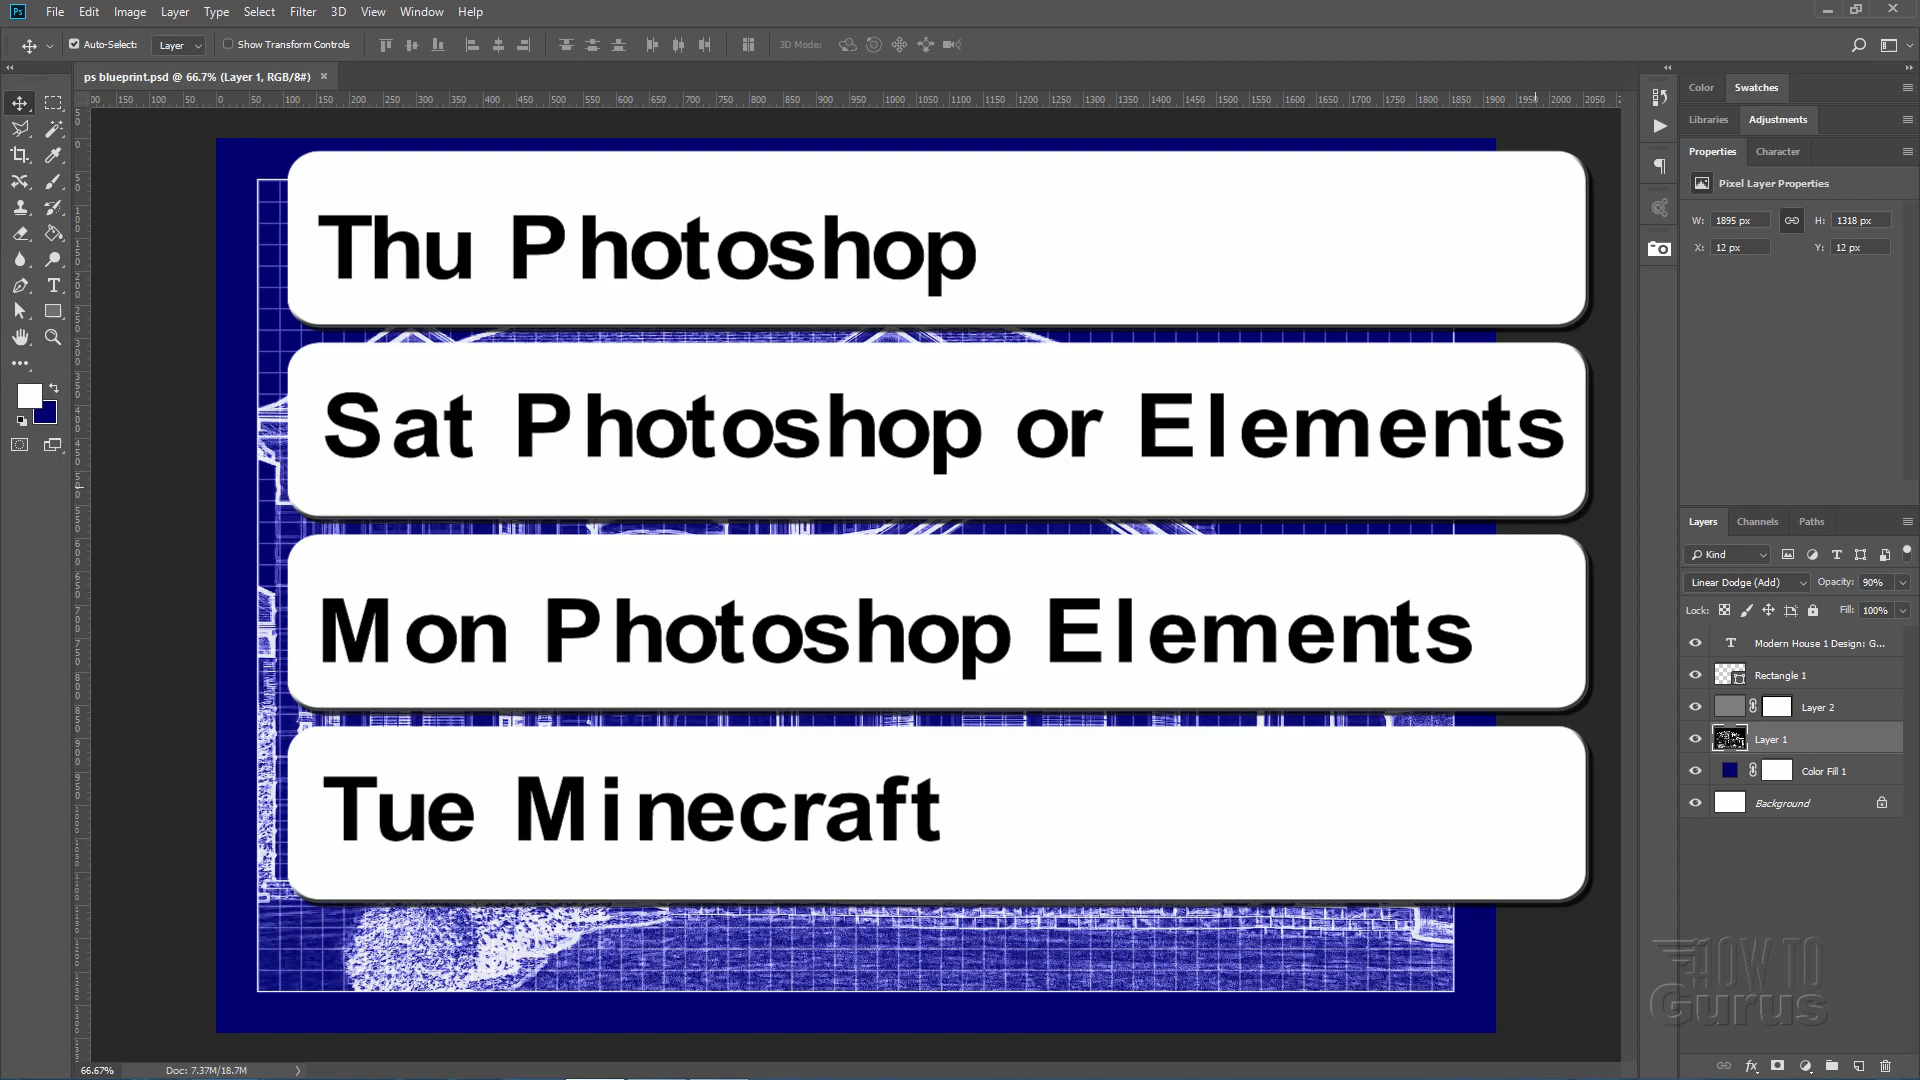 File Edit Image Layer Type Select Filter 3D View Window Help
Auto-Select: Layer Show Transform Controls 3D Mode:
ps blueprint.psd @ 66.7% (Layer 1, RGB/8#)
Thu Photoshop
Sat Photoshop or Elements
Mon Photoshop Elements
Tue Minecraft
Color Swatches
Libraries Adjustments
Properties Character
Pixel Layer Properties
W: 1895 px H: 1318 px
X: 12 px Y: 12 px
Layers Channels Paths
Kind
Linear Dodge (Add) Opacity: 90%
Lock: Fill: 100%
Modern House 1 Design: G...
Rectangle 1
Layer 2
Layer 1
Color Fill 1
Background
HOW TO
Gurus
66.67% Doc: 7.37M/18.7M